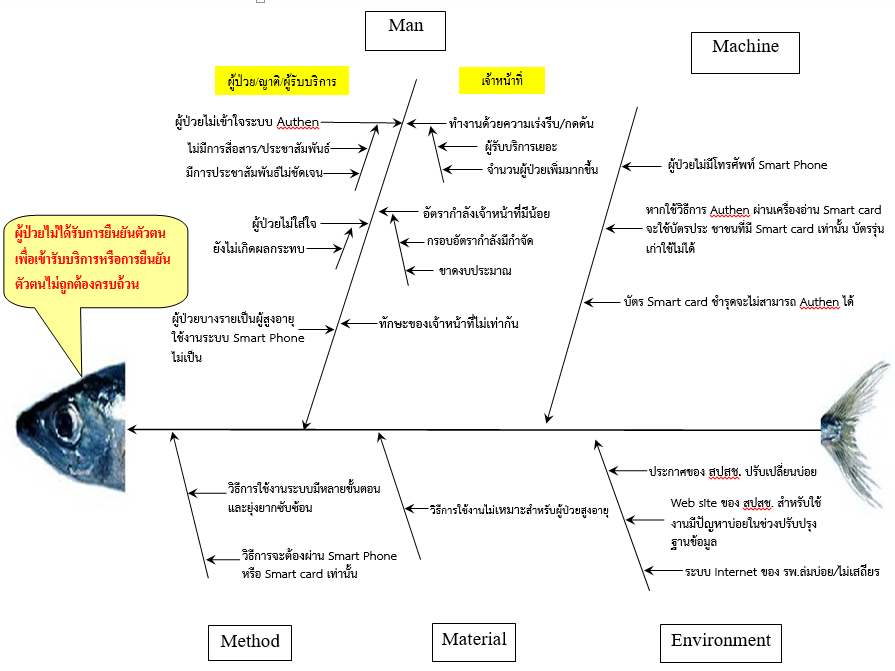 Man
Machine
ผู้ป่วย/ญาติ/ผู้รับบริการ
เจ้าหน้าที่
ผู้ป่วยไม่เข้าใจระบบ Authen
ไม่มีการสื่อสาร/ประชาสัมพันธ์
มีการประชาสัมพันธ์ไม่ชัดเจน
ทำงานด้วยความเร่งรีบ/กดดัน
ผู้รับบริการเยอะ
จำนวนผู้ป่วยเพิ่มมากขึ้น
ผู้ป่วยไม่มีโทรศัพท์ Smart Phone
หากใช้วิธีการ Authen ผ่านเครื่องอ่าน Smart card
จะใช้บัตรประ ชาชนที่มี Smart card เท่านั้น บัตรรุ่น
เก่าใช้ไม่ได้
บัตร Smart card ชำรุดจะไม่สามารถ Authen ได้
ผู้ป่วยไม่ใส่ใจ
ยังไม่เกิดผลกระทบ
อัตรากำลังเจ้าหน้าที่มีน้อย
กรอบอัตรากำลังมีกำจัด
ขาดงบประมาณ
ผู้ป่วยบางรายเป็นผู้สูงอายุ
ใช้งานระบบ Smart Phone
ไม่เป็น
ทักษะของเจ้าหน้าที่ไม่เท่ากัน
ผู้ป่วยไม่ได้รับการยืนยันตัวตน
เพื่อเข้ารับบริการหรือการยืนยัน
ตัวตนไม่ถูกต้องครบถ้วน
วิธีการใช้งานระบบมีหลายขั้นตอน
และยุ่งยากซับซ้อน
วิธีการจะต้องผ่าน Smart Phone
หรือ Smart card เท่านั้น
วิธีการใช้งานไม่เหมาะสำหรับผู้ป่วยสูงอายุ
ประกาศของ สปสช. ปรับเปลี่ยนบ่อย
Web site ของ สปสช. สำหรับใช้
งานมีปัญหาบ่อยในช่วงปรับปรุง
ฐานข้อมูล
ระบบ Internet ของ รพ.ล่มบ่อย/ไม่เสถียร
Method
Material
Environment